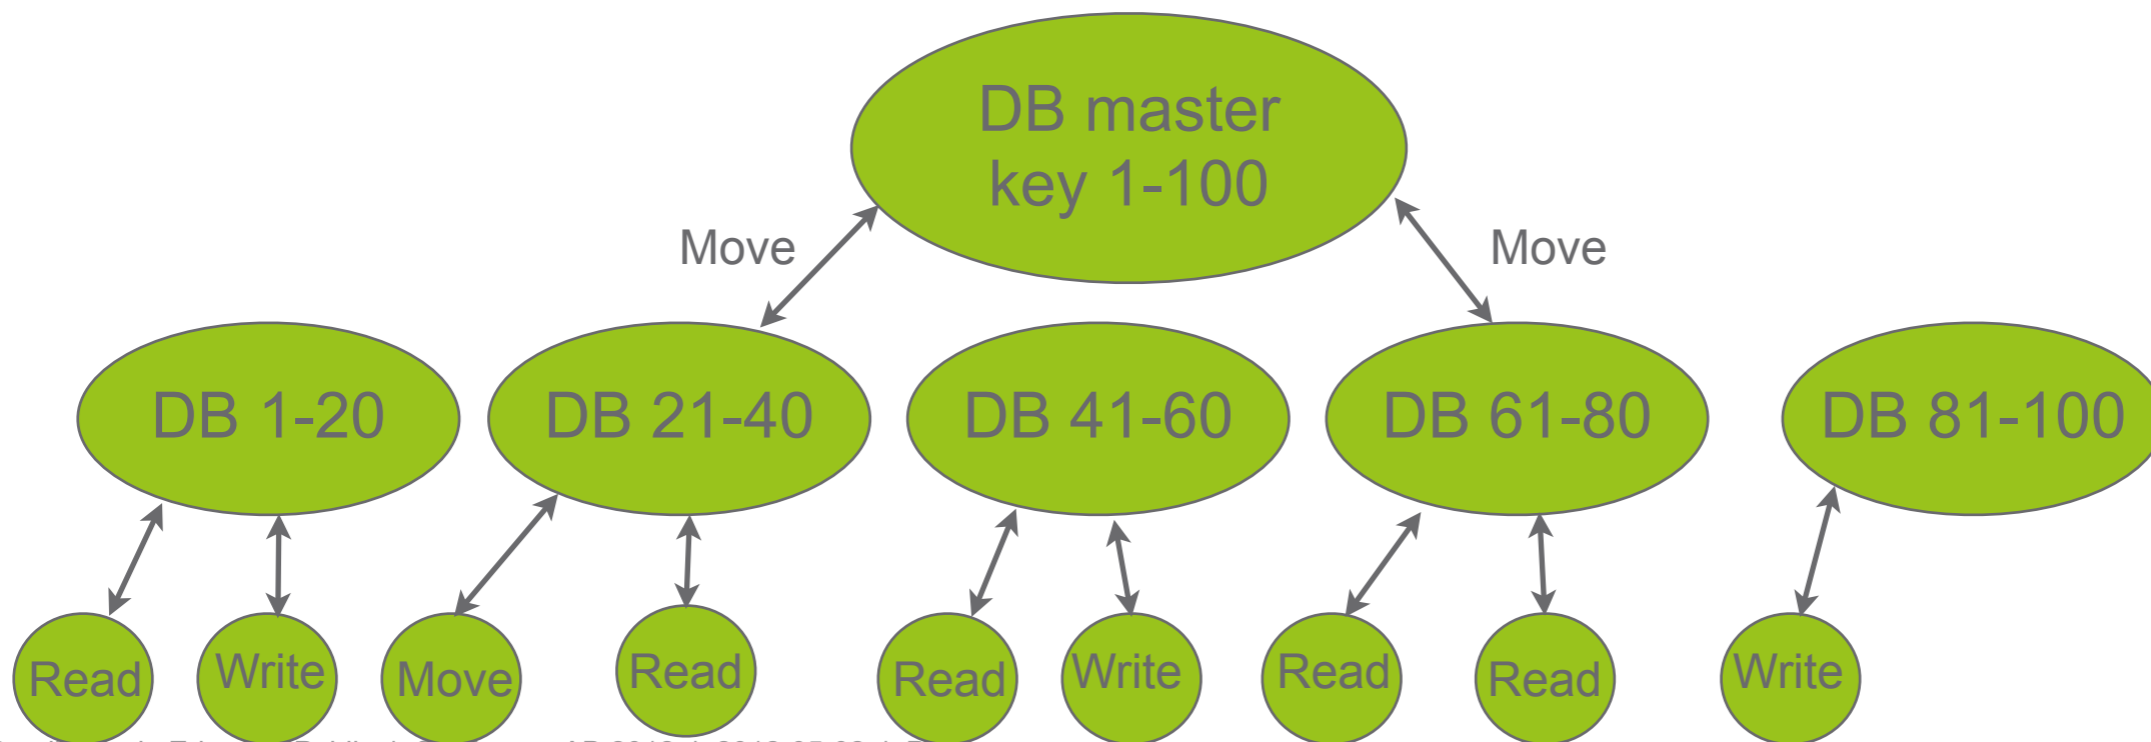 DB master
key 1-100
Move
Move
DB 1-20
DB 21-40
DB 41-60
DB 61-80
DB 81-100
Read
Write
Move
Read
Read
Write
Read
Read
Write